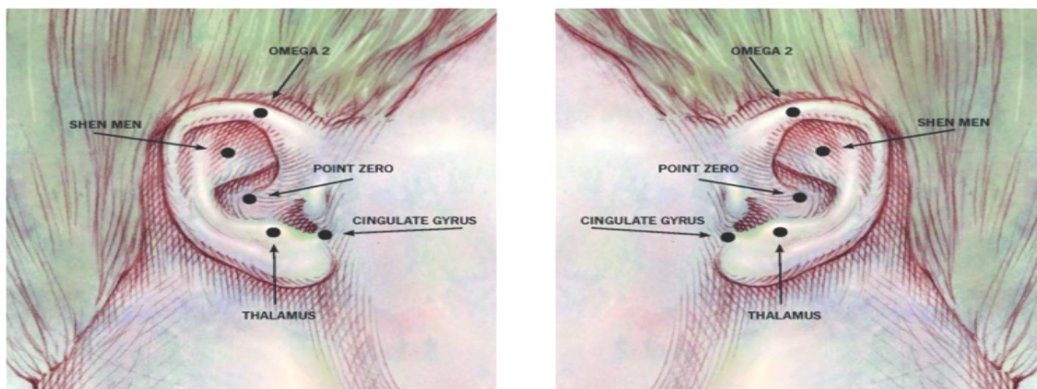 OMEGA 2
SHEN MEN
POINT ZERO
CINGULATE GYRUS
THALAMUS
OMEGA 2
SHEN MEN
POINT ZERO
CINGULATE GYRUS
THALAMUS